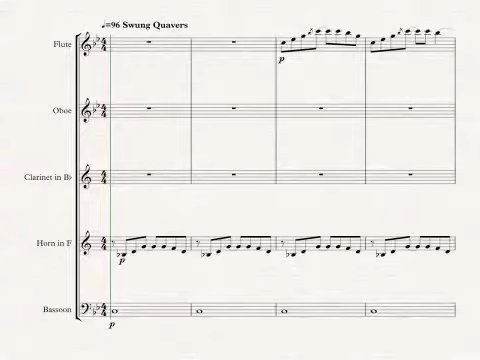 ♩=96 Swung Quavers
Flute
p
Oboe
Clarinet in B♭
Horn in F
p
Bassoon
p